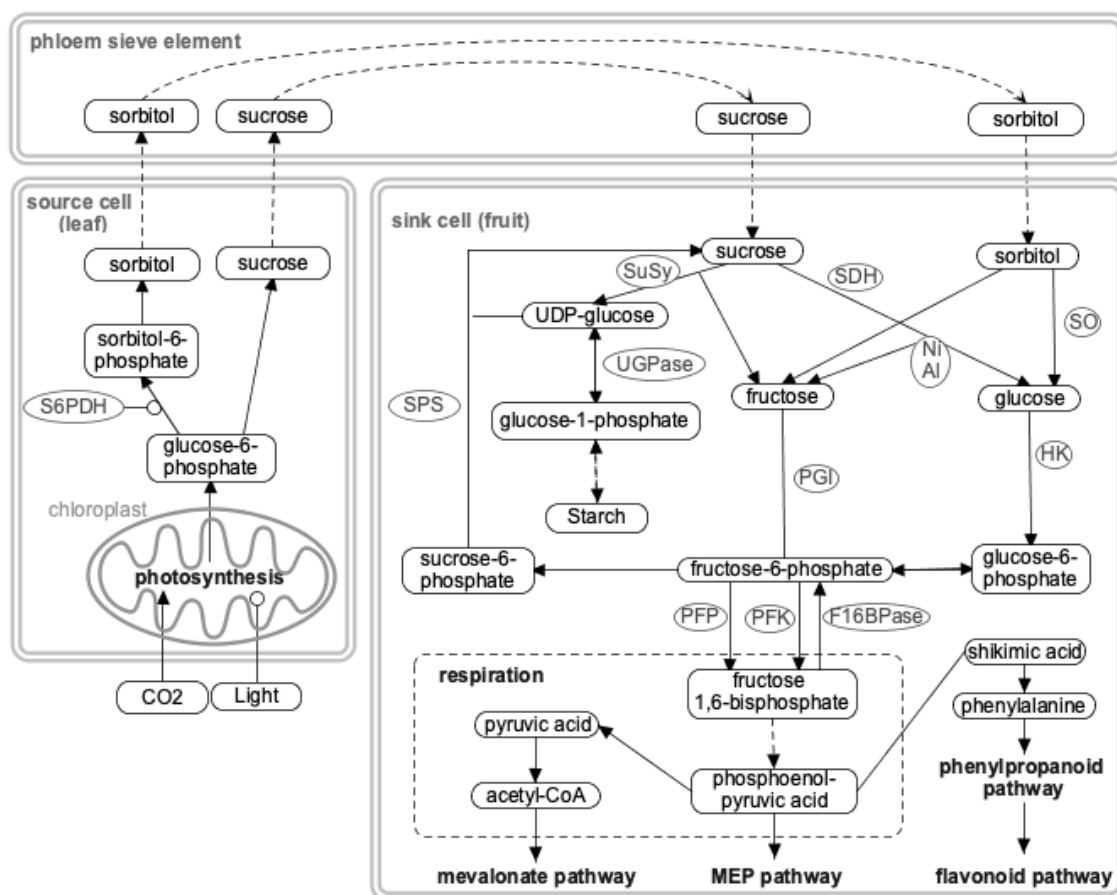 phloem sieve element
sorbitol
sucrose
sucrose
sorbitol
source cell
(leaf)
sorbitol
sucrose
sorbitol-6-
phosphate
S6PDH
glucose-6-
phosphate
chloroplast
photosynthesis
CO2
Light
sink cell (fruit)
sucrose
sorbitol
SuSy
SDH
UDP-glucose
SO
UGPase
Ni
AI
SPS
fructose
glucose
glucose-1-phosphate
HK
PGI
Starch
sucrose-6-
phosphate
fructose-6-phosphate
glucose-6-
phosphate
PFP
PFK
F16BPase
respiration
fructose
1,6-bisphosphate
shikimic acid
pyruvic acid
phenylalanine
acetyl-CoA
phosphoenol-
pyruvic acid
phenylpropanoid
pathway
mevalonate pathway
MEP pathway
flavonoid pathway